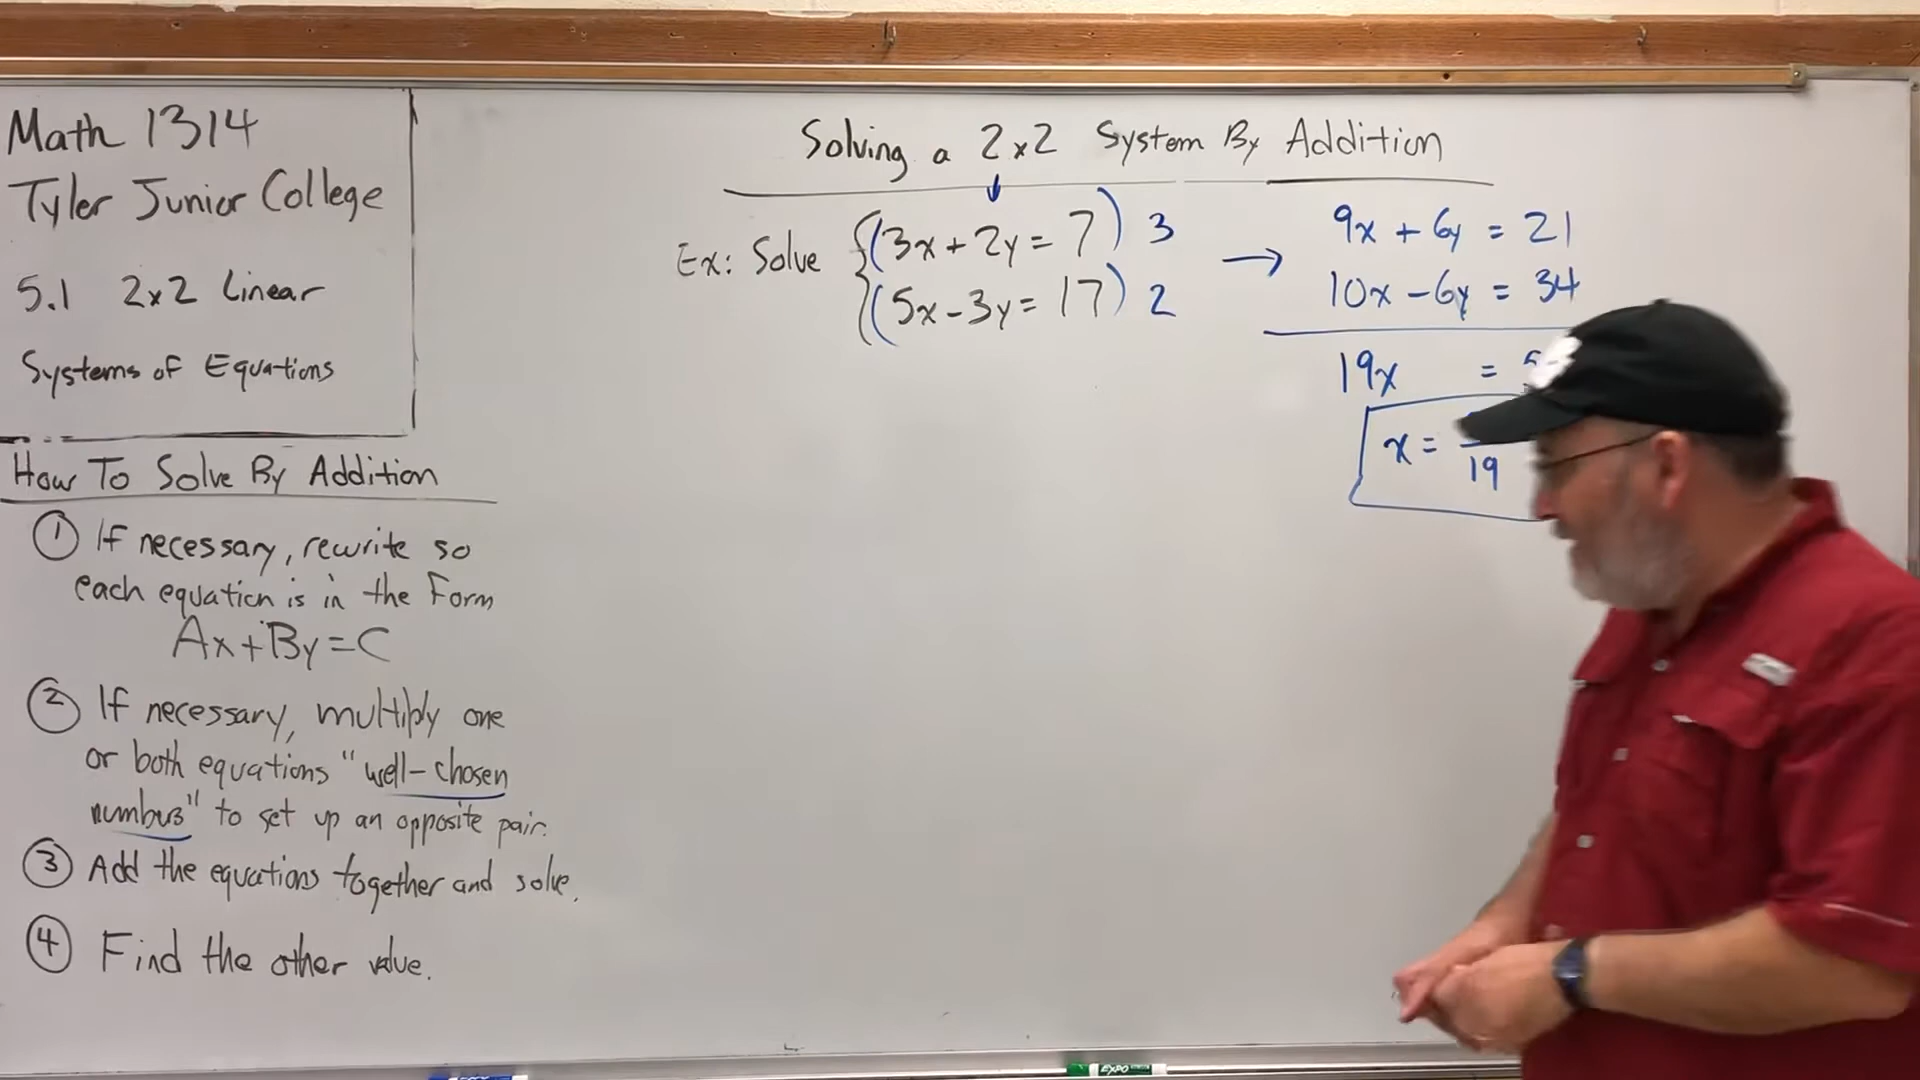 Math 1314
Tyler Junior College
5.1 2x2 Linear
Systems of Equations
How To Solve By Addition
① If necessary, rewrite so
each equation is in the Form
Ax+By=C
② If necessary, multiply one
or both equations "well-chosen
numbers" to set up an opposite pair.
③ Add the equations together and solve.
④ Find the other value.
Solving a 2x2 System By Addition
Ex: Solve {(3x+2y=7) 3
(5x-3y=17) 2
→ 9x + 6y = 21
10x - 6y = 34
19x =
x =
19
EXPO